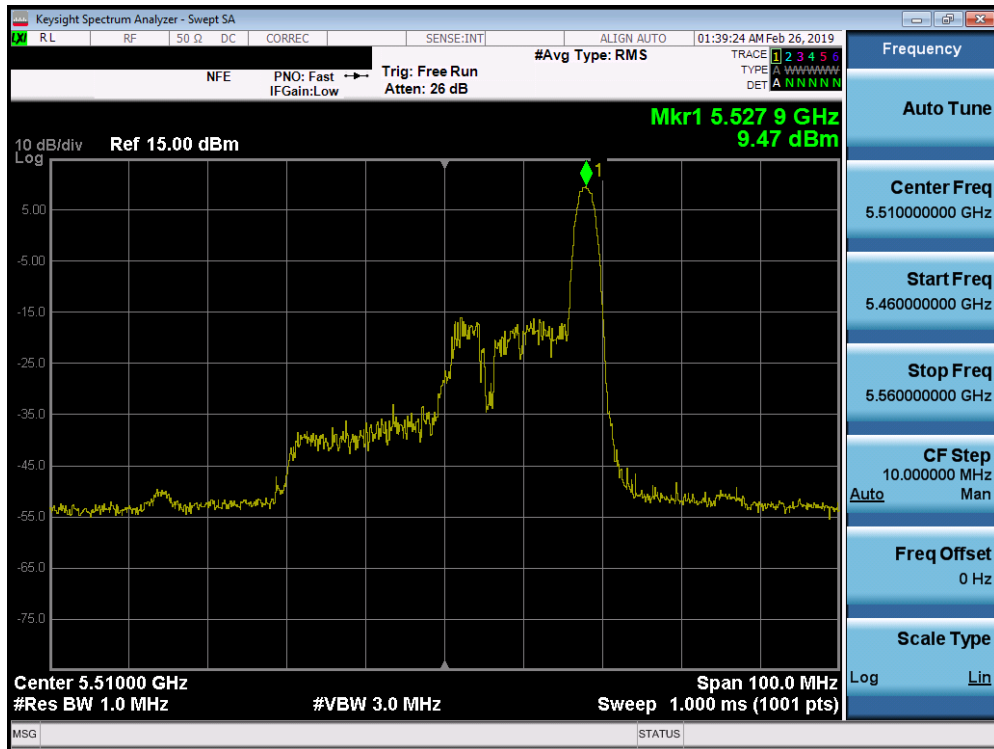 Keysight Spectrum Analyzer - Swept SA
LXI RL RF 50 Ω DC CORREC SENSE:INT ALIGN AUTO 01:39:24 AM Feb 26, 2019
#Avg Type: RMS
TRACE 1 2 3 4 5 6
TYPE A WWWWW
DET A N N N N N
NFE
PNO: Fast
IFGain:Low
Trig: Free Run
Atten: 26 dB
Mkr1 5.527 9 GHz
9.47 dBm
10 dB/div
Log
Ref 15.00 dBm
1
5.00
-5.00
-15.0
-25.0
-35.0
-45.0
-55.0
-65.0
-75.0
Center 5.51000 GHz
Span 100.0 MHz
#Res BW 1.0 MHz
#VBW 3.0 MHz
Sweep 1.000 ms (1001 pts)
MSG
STATUS
Frequency
Auto Tune
Center Freq
5.510000000 GHz
Start Freq
5.460000000 GHz
Stop Freq
5.560000000 GHz
CF Step
10.000000 MHz
Auto Man
Freq Offset
0 Hz
Scale Type
Log Lin